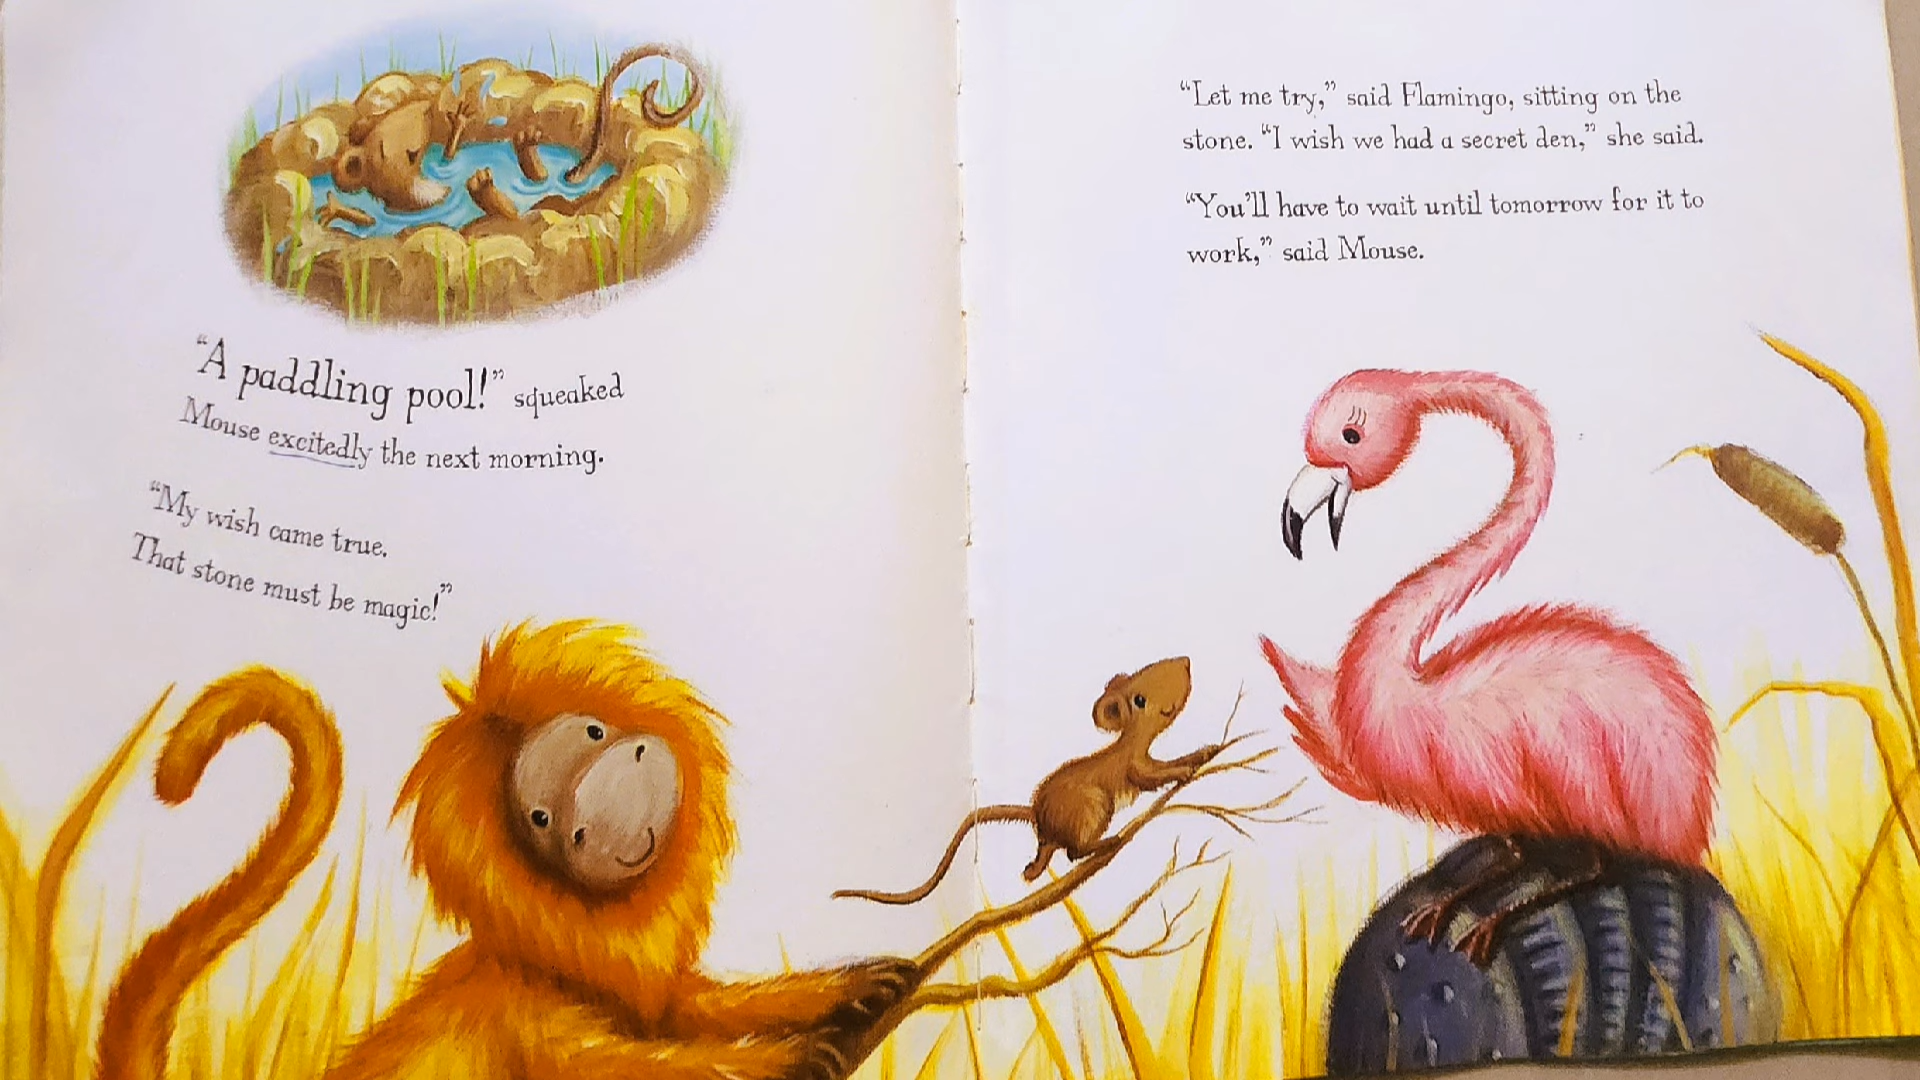 “A paddling pool!” squeaked
Mouse excitedly the next morning.
“My wish came true.
That stone must be magic!”
“Let me try,” said Flamingo, sitting on the
stone. “I wish we had a secret den,” she said.
“You’ll have to wait until tomorrow for it to
work,” said Mouse.